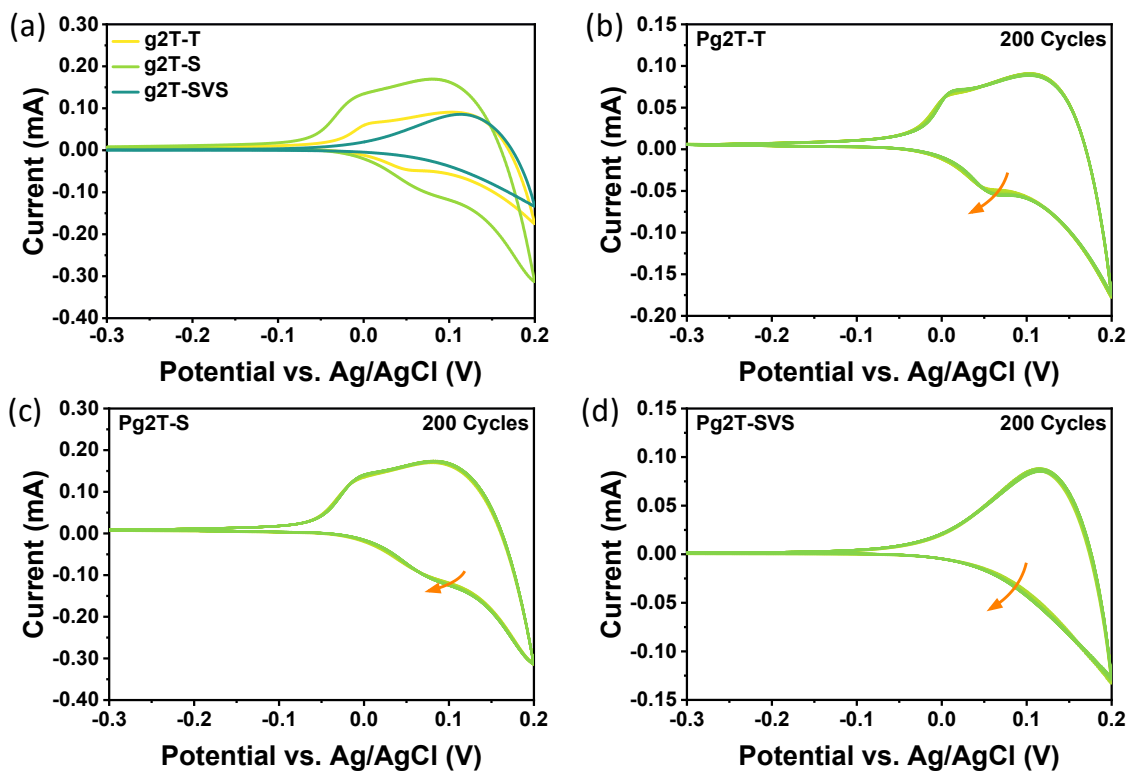 (a)
g2T-T
g2T-S
g2T-SVS
0.30
0.20
0.10
0.00
-0.10
-0.20
-0.30
-0.40
Current (mA)
-0.3
-0.2
-0.1
0.0
0.1
0.2
Potential vs. Ag/AgCl (V)
(b)
Pg2T-T
200 Cycles
0.15
0.10
0.05
0.00
-0.05
-0.10
-0.15
-0.20
Current (mA)
-0.3
-0.2
-0.1
0.0
0.1
0.2
Potential vs. Ag/AgCl (V)
(c)
Pg2T-S
200 Cycles
0.30
0.20
0.10
0.00
-0.10
-0.20
-0.30
-0.40
Current (mA)
-0.3
-0.2
-0.1
0.0
0.1
0.2
Potential vs. Ag/AgCl (V)
(d)
Pg2T-SVS
200 Cycles
0.15
0.10
0.05
0.00
-0.05
-0.10
-0.15
Current (mA)
-0.3
-0.2
-0.1
0.0
0.1
0.2
Potential vs. Ag/AgCl (V)